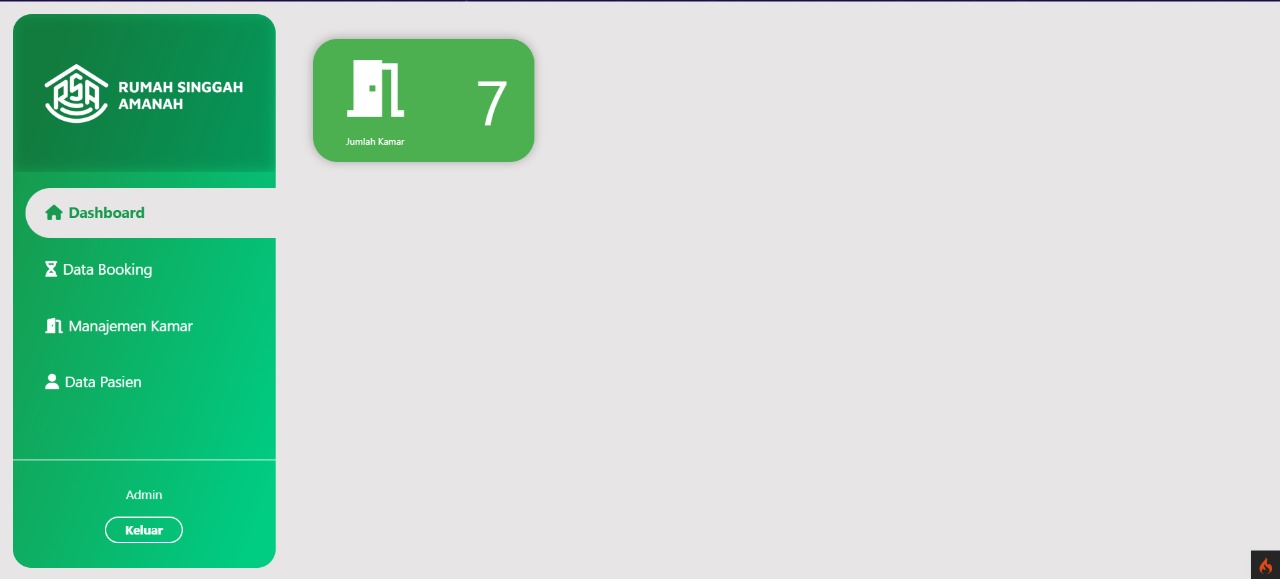 RSA
RUMAH SINGGAH
AMANAH
Dashboard
Data Booking
Manajemen Kamar
Data Pasien
Admin
Keluar
7
Jumlah Kamar